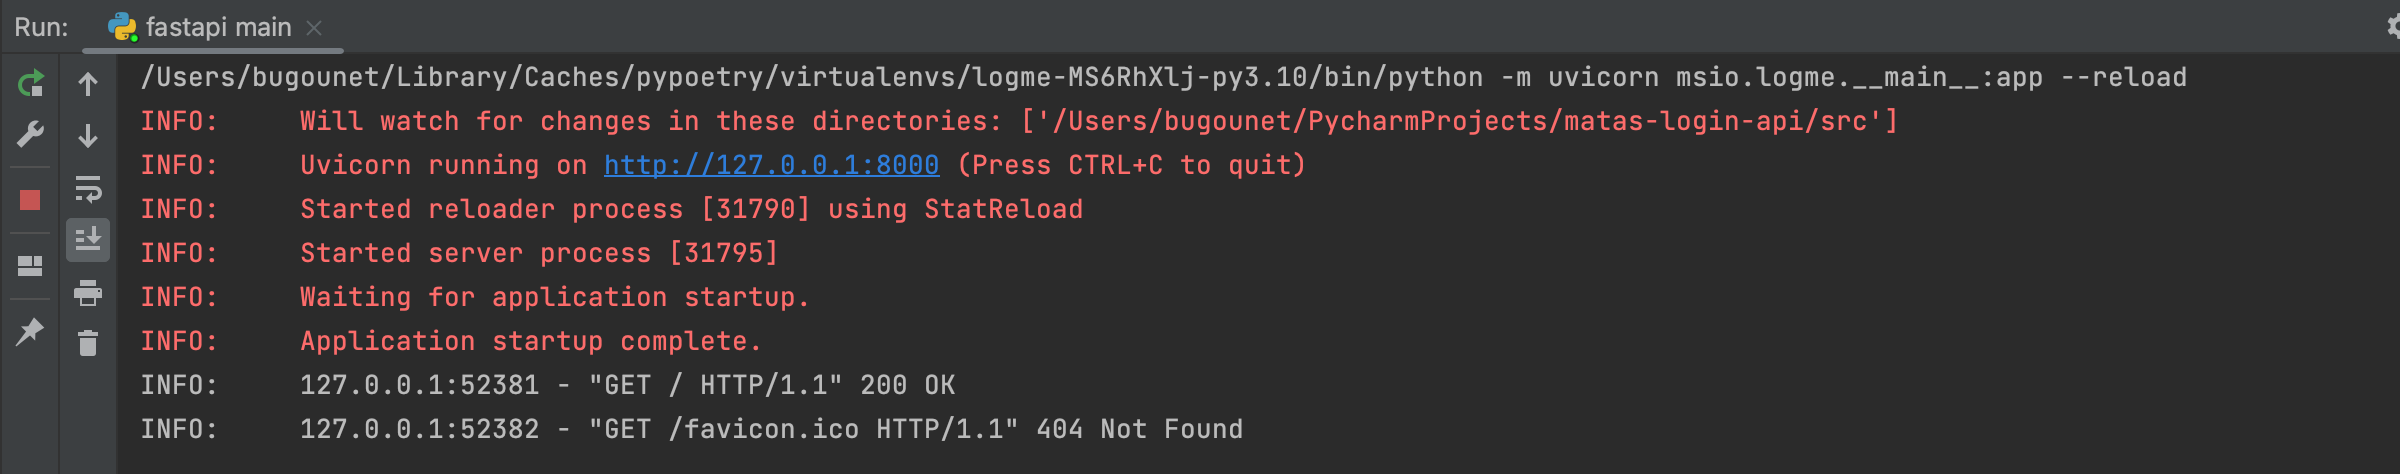 Run: fastapi main
/Users/bugounet/Library/Caches/pypoetry/virtualenvs/logme-MS6RhXlj-py3.10/bin/python -m uvicorn msio.logme.__main__:app --reload
INFO:     Will watch for changes in these directories: ['/Users/bugounet/PycharmProjects/matas-login-api/src']
INFO:     Uvicorn running on http://127.0.0.1:8000 (Press CTRL+C to quit)
INFO:     Started reloader process [31790] using StatReload
INFO:     Started server process [31795]
INFO:     Waiting for application startup.
INFO:     Application startup complete.
INFO:     127.0.0.1:52381 - "GET / HTTP/1.1" 200 OK
INFO:     127.0.0.1:52382 - "GET /favicon.ico HTTP/1.1" 404 Not Found